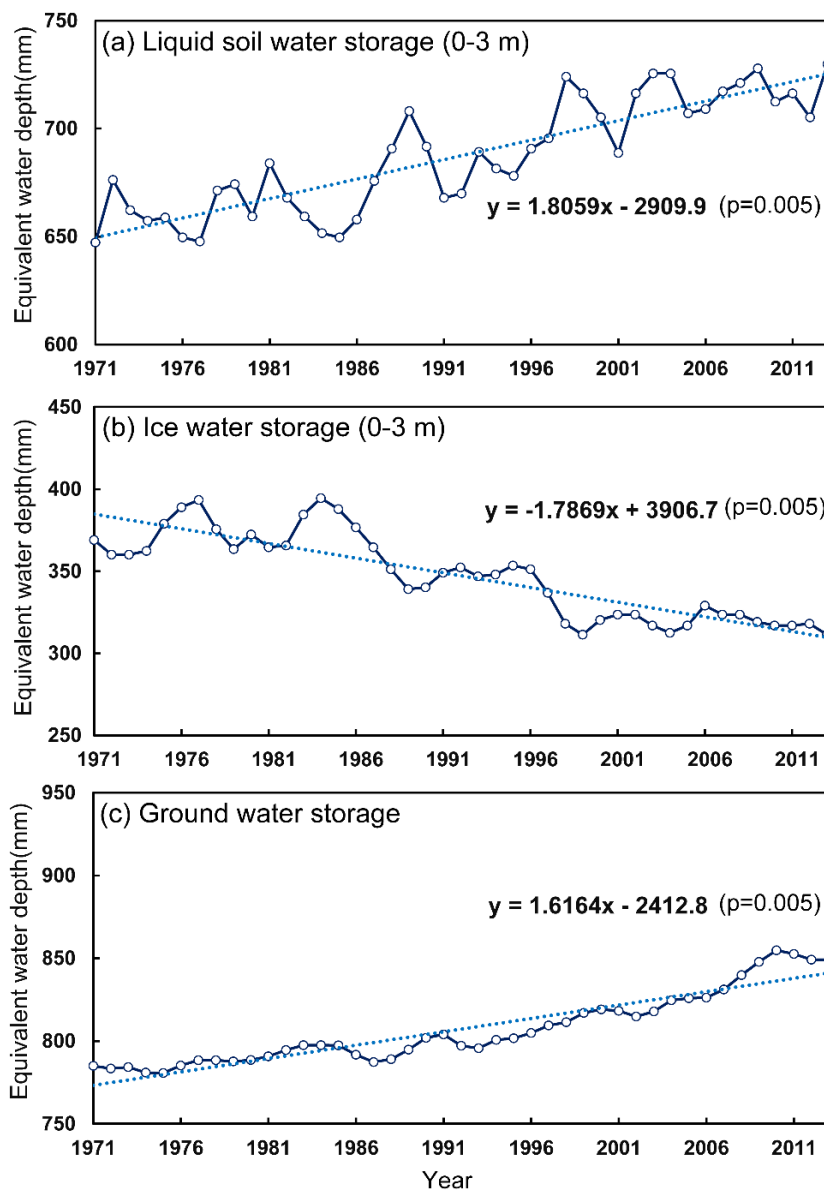 (a) Liquid soil water storage (0-3 m)
Equivalent water depth(mm)
750
700
650
600
y = 1.8059x - 2909.9 (p=0.005)
1971 1976 1981 1986 1991 1996 2001 2006 2011
(b) Ice water storage (0-3 m)
Equivalent water depth(mm)
450
400
350
300
250
y = -1.7869x + 3906.7 (p=0.005)
1971 1976 1981 1986 1991 1996 2001 2006 2011
(c) Ground water storage
Equivalent water depth(mm)
950
900
850
800
750
y = 1.6164x - 2412.8 (p=0.005)
1971 1976 1981 1986 1991 1996 2001 2006 2011
Year